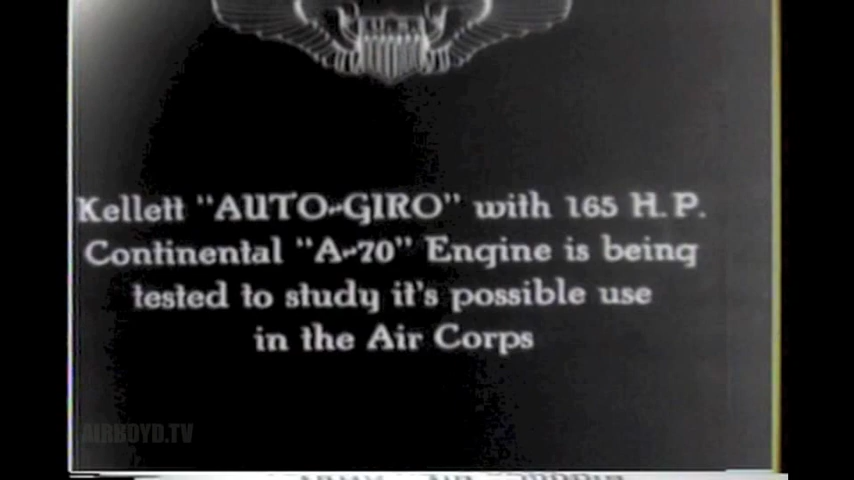 Kellett "AUTO-GIRO" with 165 H.P.
Continental "A-70" Engine is being
tested to study it's possible use
in the Air Corps
AIRBOYD.TV